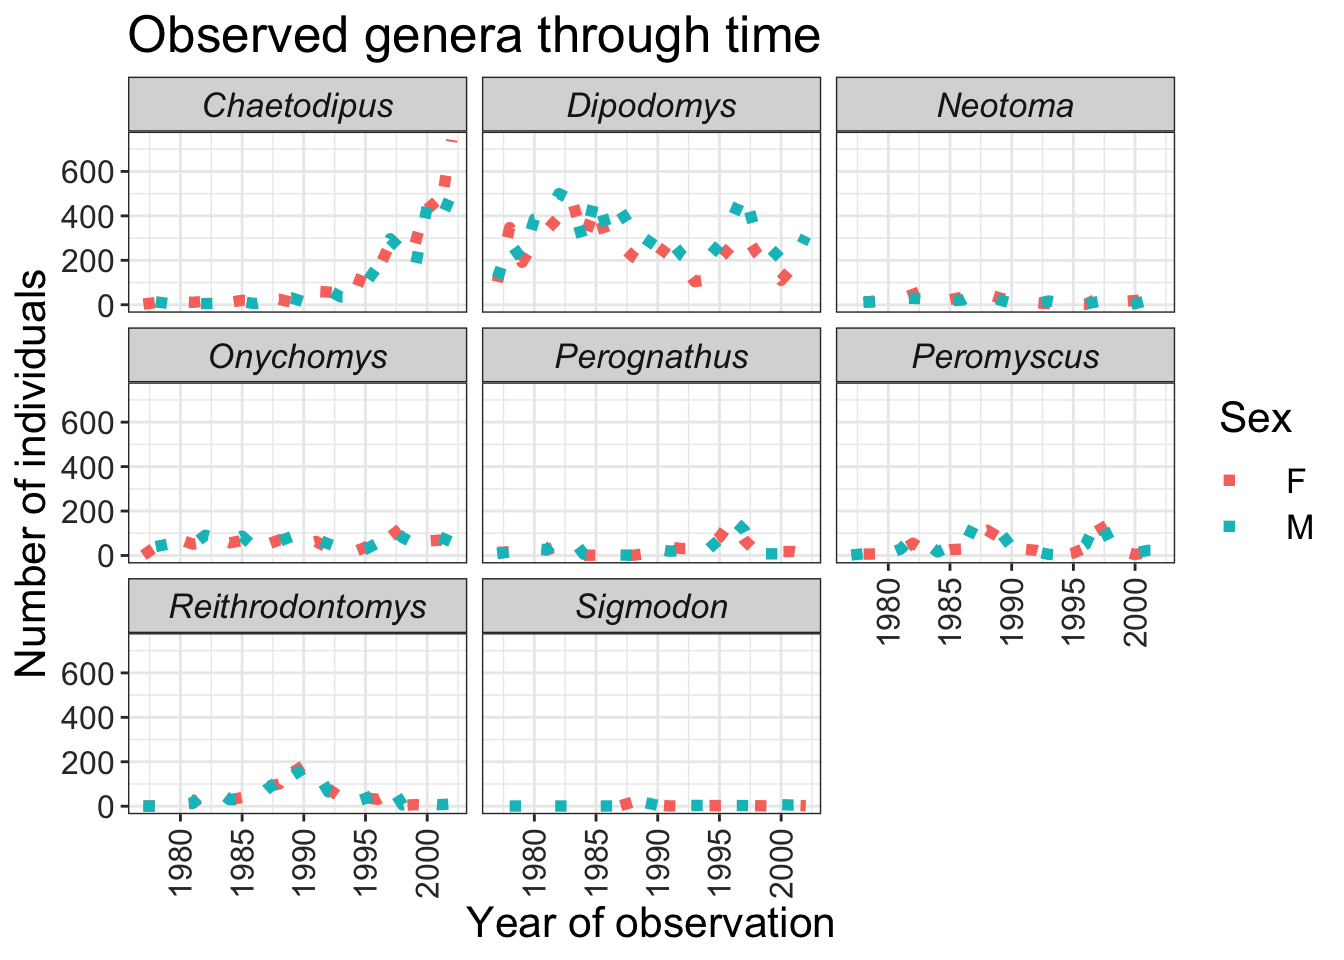 Observed genera through time
Chaetodipus Dipodomys Neotoma
600
400
200
0
Onychomys Perognathus Peromyscus
600
400
200
0
1980 1985 1990 1995 2000
Reithrodontomys Sigmodon
600
400
200
0
1980 1985 1990 1995 2000 1980 1985 1990 1995 2000
Year of observation
Number of individuals
Sex
F
M